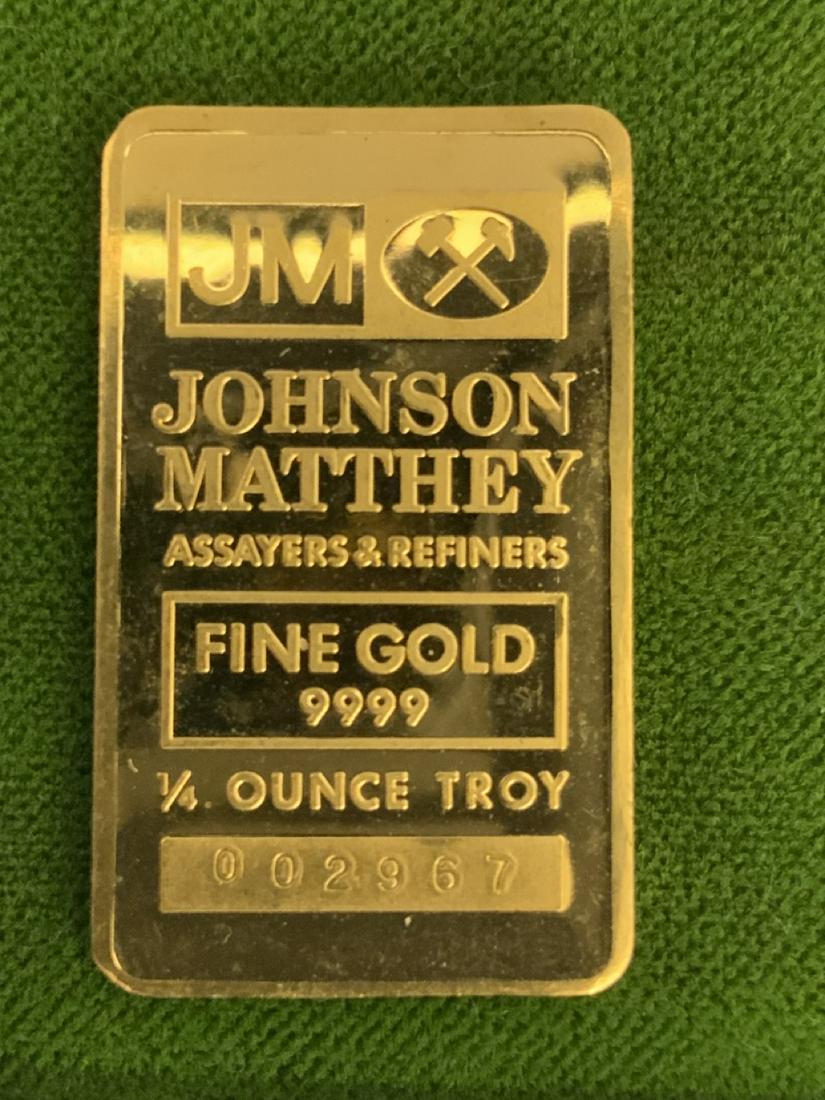 JM
JOHNSON
MATTHEY
ASSAYERS & REFINERS
FINE GOLD
9999
1/4 OUNCE TROY
002967